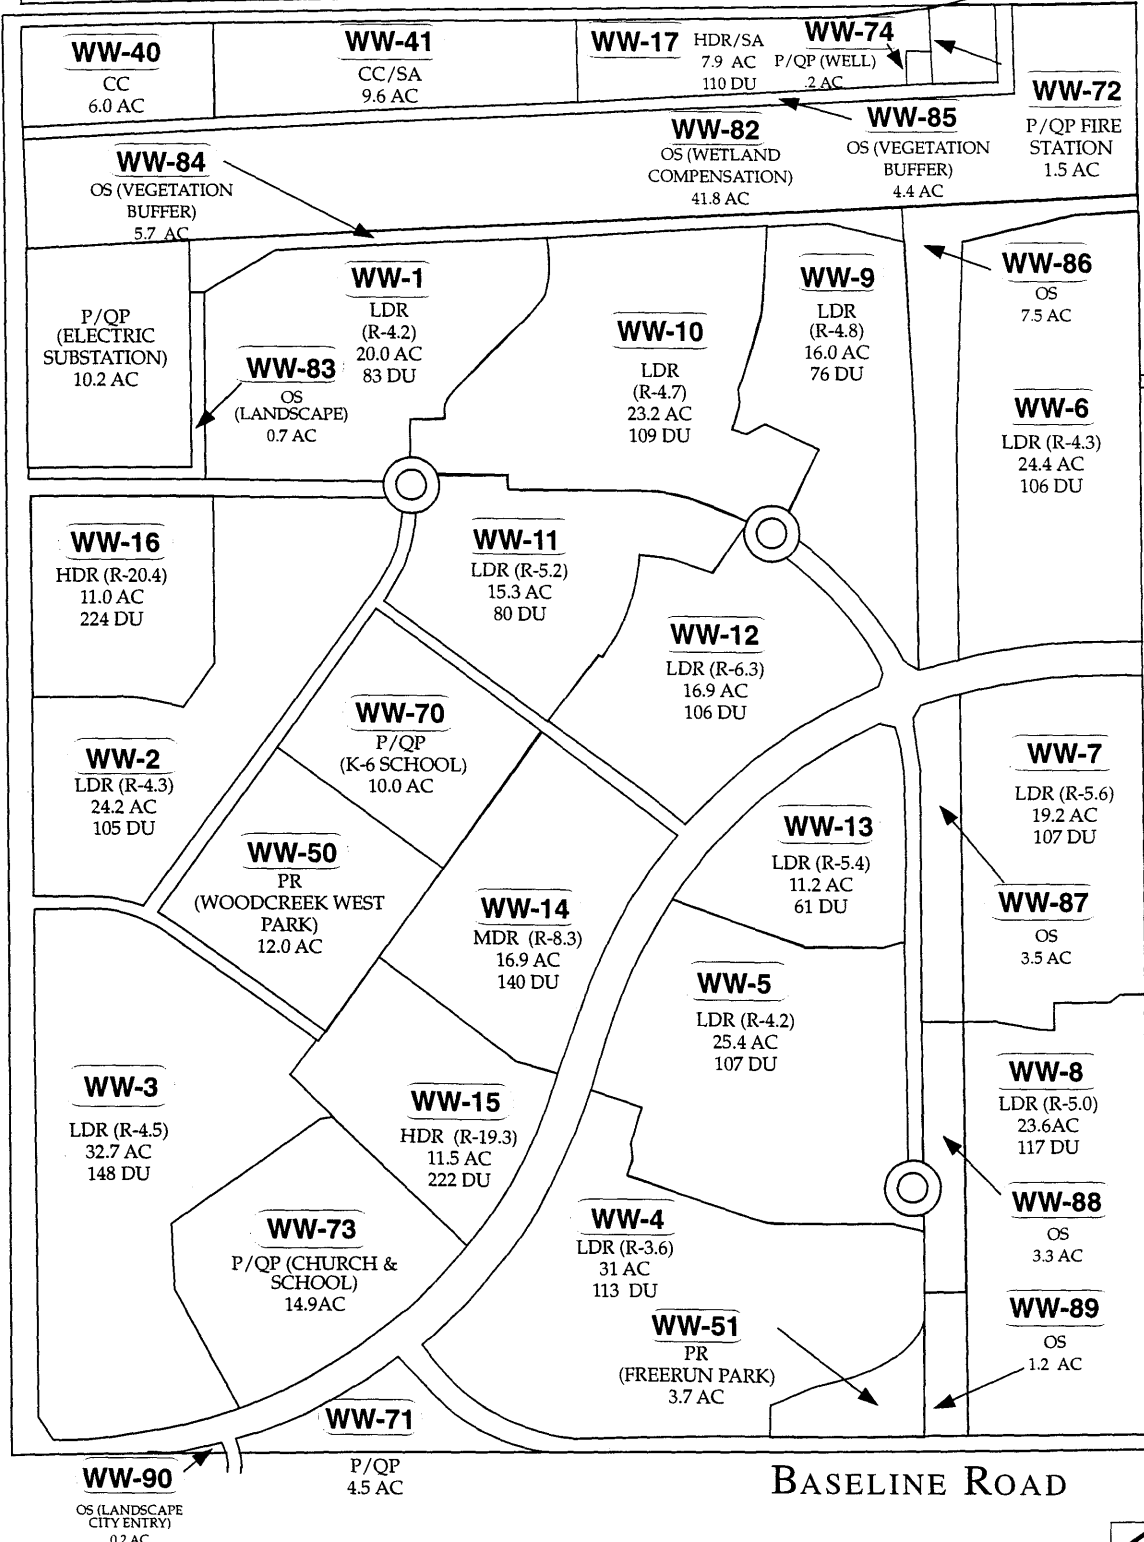 WW-40
CC
6.0 AC
WW-41
CC/SA
9.6 AC
WW-17
HDR/SA
7.9 AC
110 DU
WW-74
P/QP (WELL)
.2 AC
WW-72
P/QP FIRE
STATION
1.5 AC
WW-84
OS (VEGETATION
BUFFER)
5.7 AC
WW-82
OS (WETLAND
COMPENSATION)
41.8 AC
WW-85
OS (VEGETATION
BUFFER)
4.4 AC
P/QP
(ELECTRIC
SUBSTATION)
10.2 AC
WW-83
OS
(LANDSCAPE)
0.7 AC
WW-1
LDR
(R-4.2)
20.0 AC
83 DU
WW-10
LDR
(R-4.7)
23.2 AC
109 DU
WW-9
LDR
(R-4.8)
16.0 AC
76 DU
WW-86
OS
7.5 AC
WW-6
LDR (R-4.3)
24.4 AC
106 DU
WW-16
HDR (R-20.4)
11.0 AC
224 DU
WW-11
LDR (R-5.2)
15.3 AC
80 DU
WW-12
LDR (R-6.3)
16.9 AC
106 DU
WW-2
LDR (R-4.3)
24.2 AC
105 DU
WW-70
P/QP
(K-6 SCHOOL)
10.0 AC
WW-7
LDR (R-5.6)
19.2 AC
107 DU
WW-50
PR
(WOODCREEK WEST
PARK)
12.0 AC
WW-13
LDR (R-5.4)
11.2 AC
61 DU
WW-14
MDR (R-8.3)
16.9 AC
140 DU
WW-87
OS
3.5 AC
WW-5
LDR (R-4.2)
25.4 AC
107 DU
WW-3
LDR (R-4.5)
32.7 AC
148 DU
WW-15
HDR (R-19.3)
11.5 AC
222 DU
WW-8
LDR (R-5.0)
23.6AC
117 DU
WW-73
P/QP (CHURCH &
SCHOOL)
14.9AC
WW-4
LDR (R-3.6)
31 AC
113 DU
WW-88
OS
3.3 AC
WW-51
PR
(FREERUN PARK)
3.7 AC
WW-89
OS
1.2 AC
WW-71
P/QP
4.5 AC
WW-90
OS (LANDSCAPE
CITY ENTRY)
0.2 AC
BASELINE ROAD